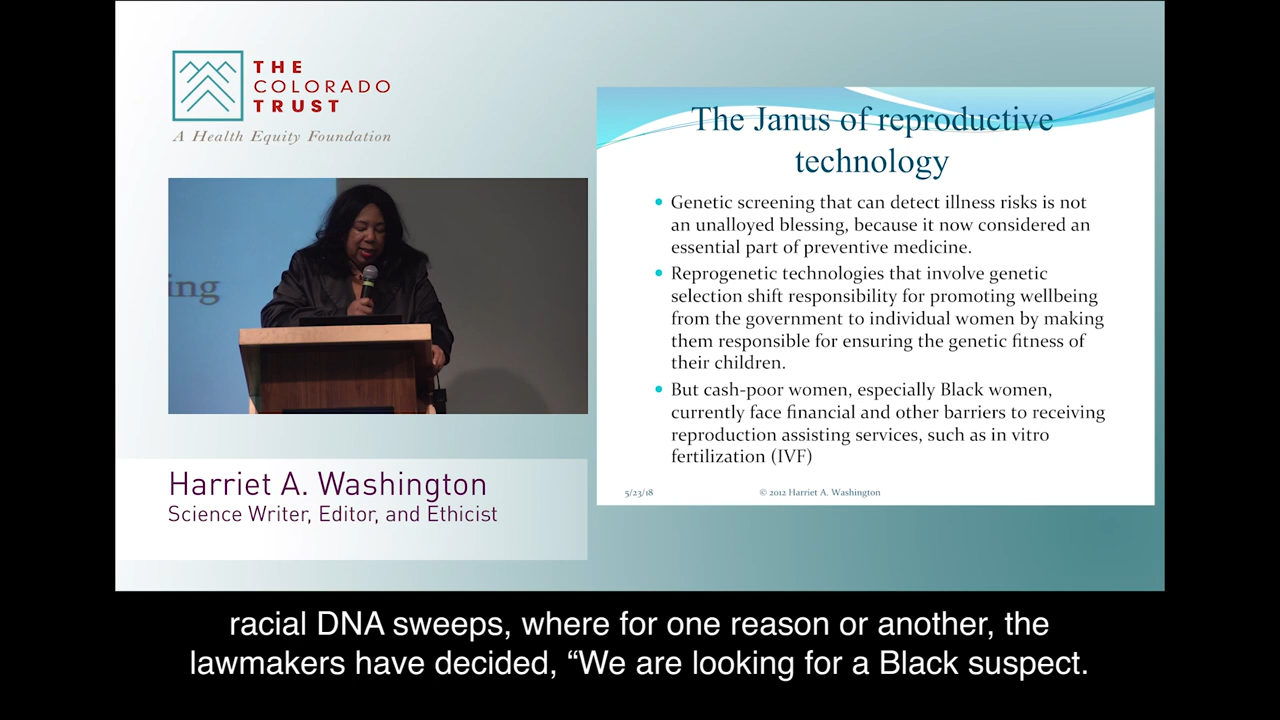 THE
COLORADO
TRUST
A Health Equity Foundation
ing
Harriet A. Washington
Science Writer, Editor, and Ethicist
The Janus of reproductive
technology
• Genetic screening that can detect illness risks is not
an unalloyed blessing, because it now considered an
essential part of preventive medicine.
• Reprogenetic technologies that involve genetic
selection shift responsibility for promoting wellbeing
from the government to individual women by making
them responsible for ensuring the genetic fitness of
their children.
• But cash-poor women, especially Black women,
currently face financial and other barriers to receiving
reproduction assisting services, such as in vitro
fertilization (IVF)
5/23/18
© 2012 Harriet A. Washington
racial DNA sweeps, where for one reason or another, the
lawmakers have decided, “We are looking for a Black suspect.